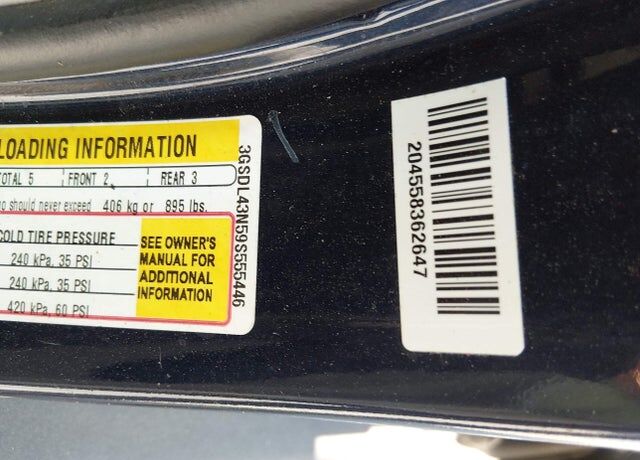 LOADING INFORMATION
TOTAL 5 FRONT 2 REAR 3
should never exceed 406 kg or 895 lbs.
COLD TIRE PRESSURE
240 kPa, 35 PSI
240 kPa, 35 PSI
420 kPa, 60 PSI
SEE OWNER'S
MANUAL FOR
ADDITIONAL
INFORMATION
3GSDL43N59S555446
204558362647